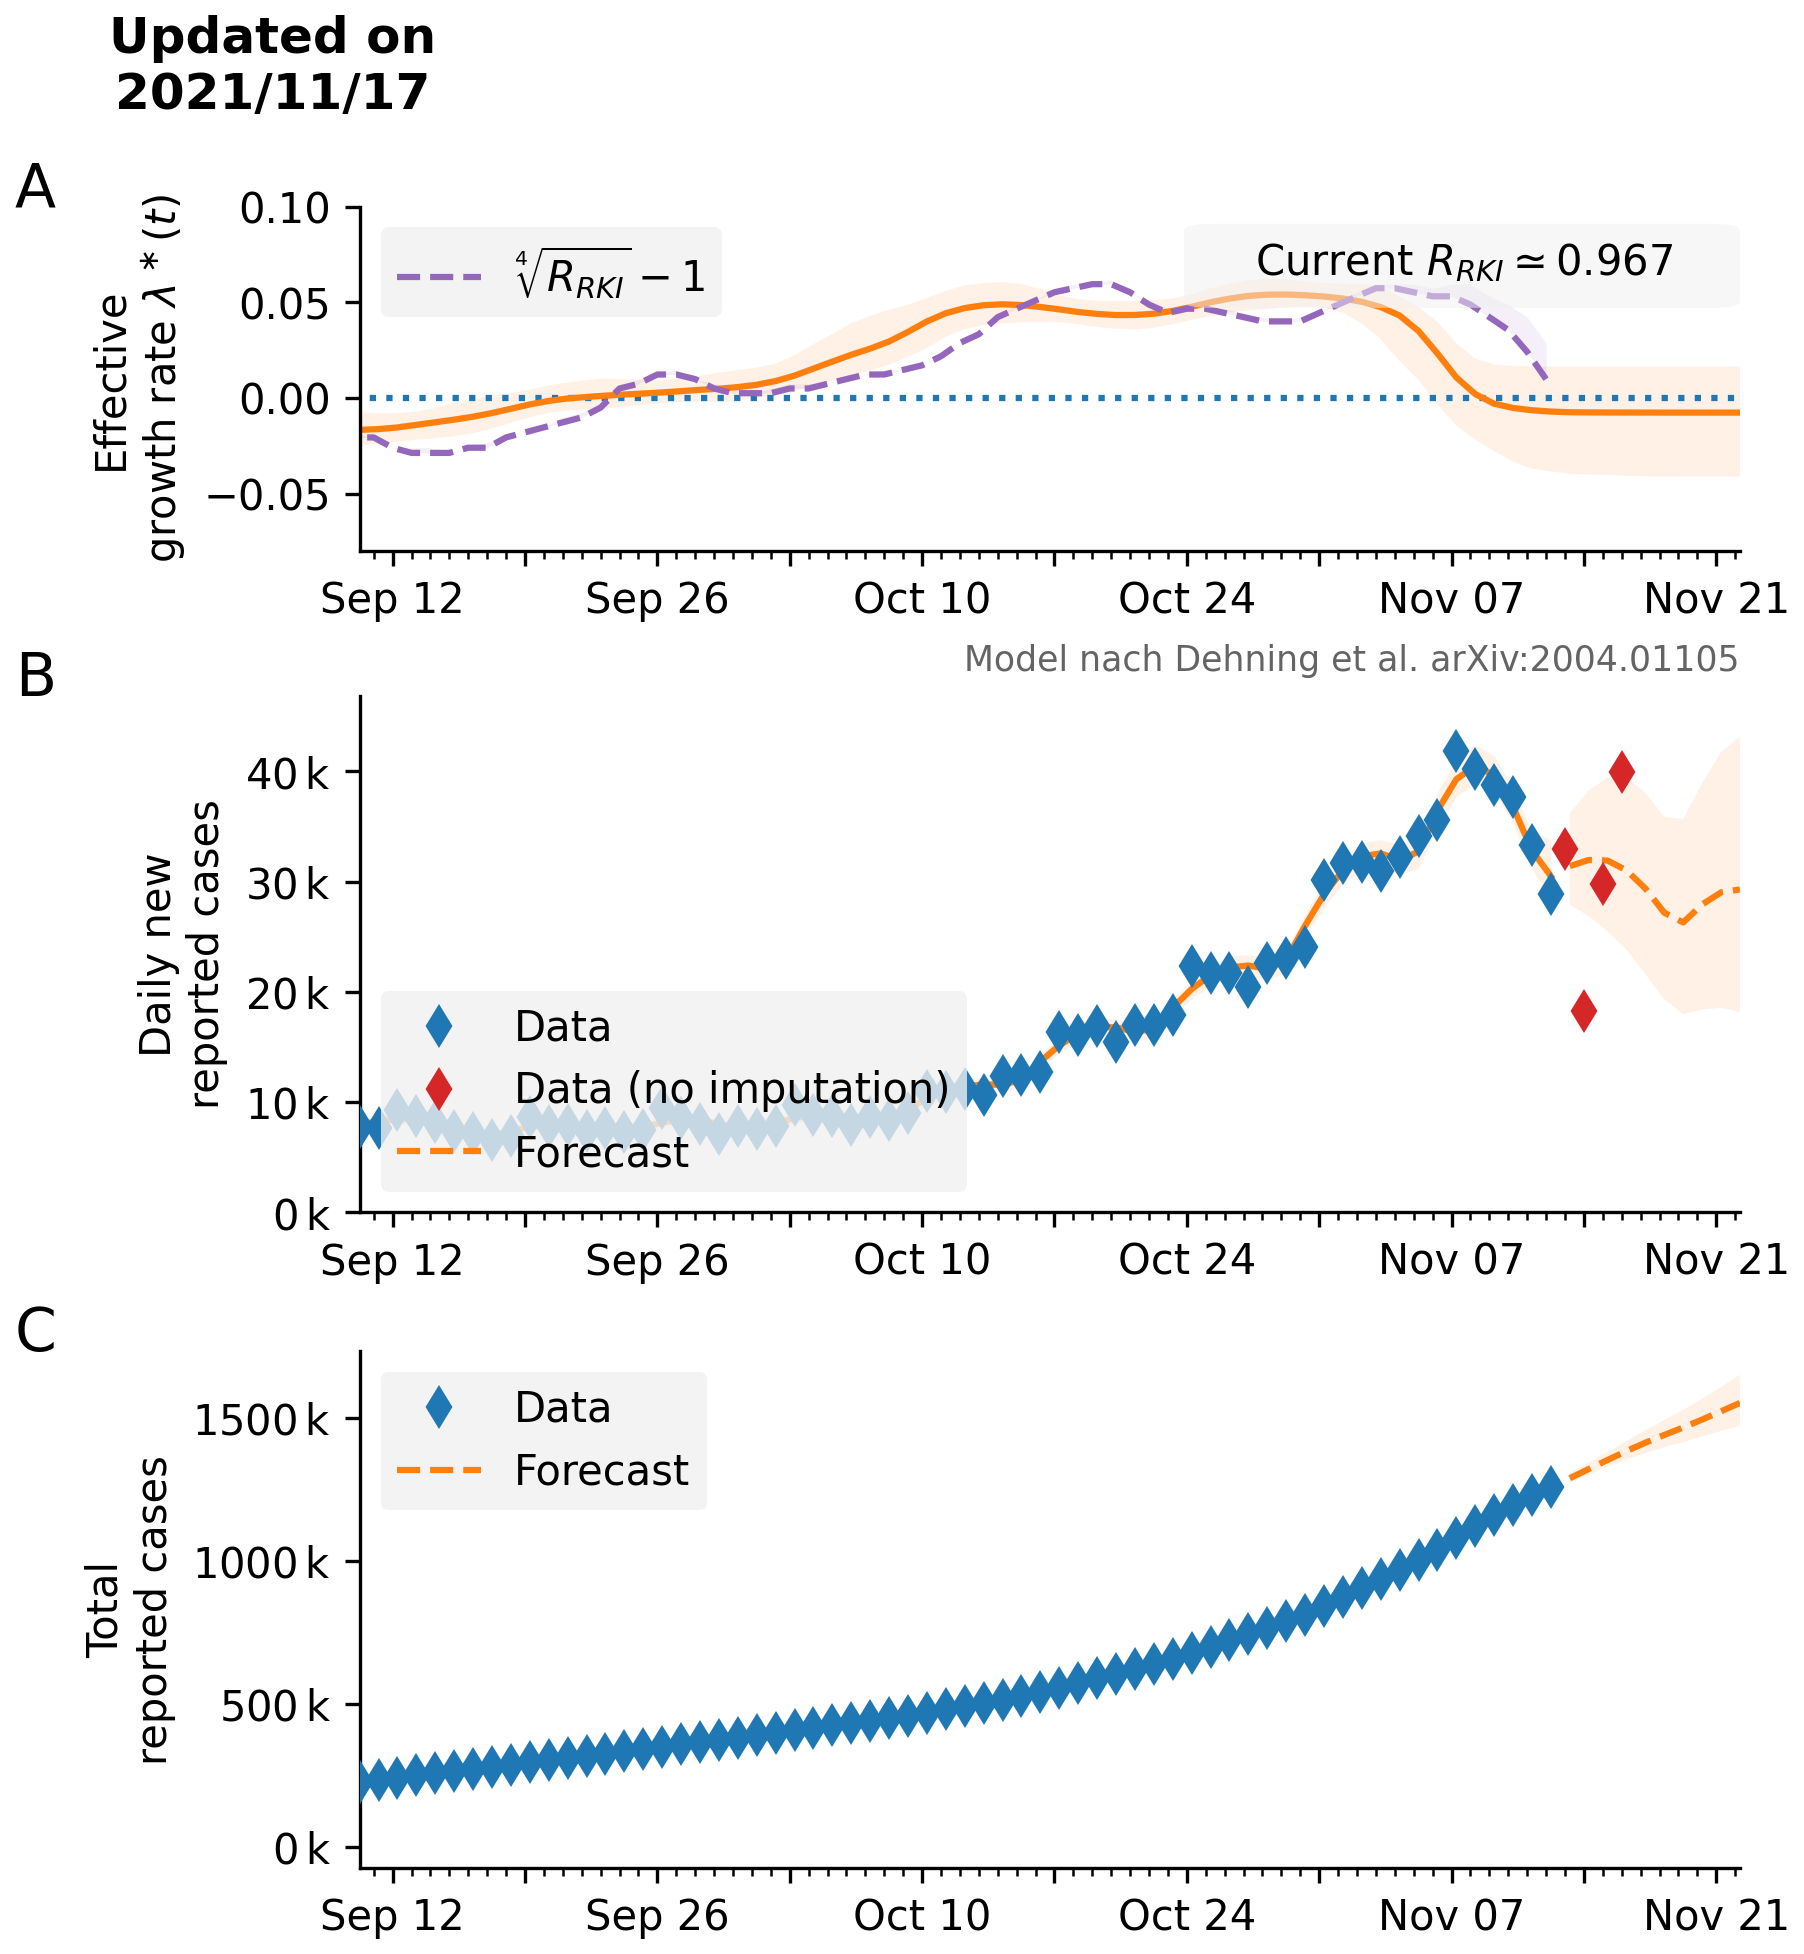 Updated on
2021/11/17
A
Effective
growth rate λ * (t)
0.10
0.05
0.00
−0.05
∜R_RKI − 1
Current R_RKI ≃ 0.967
Sep 12 Sep 26 Oct 10 Oct 24 Nov 07 Nov 21
Model nach Dehning et al. arXiv:2004.01105
B
Daily new
reported cases
40 k
30 k
20 k
10 k
0 k
Data
Data (no imputation)
Forecast
Sep 12 Sep 26 Oct 10 Oct 24 Nov 07 Nov 21
C
Total
reported cases
1500 k
1000 k
500 k
0 k
Data
Forecast
Sep 12 Sep 26 Oct 10 Oct 24 Nov 07 Nov 21